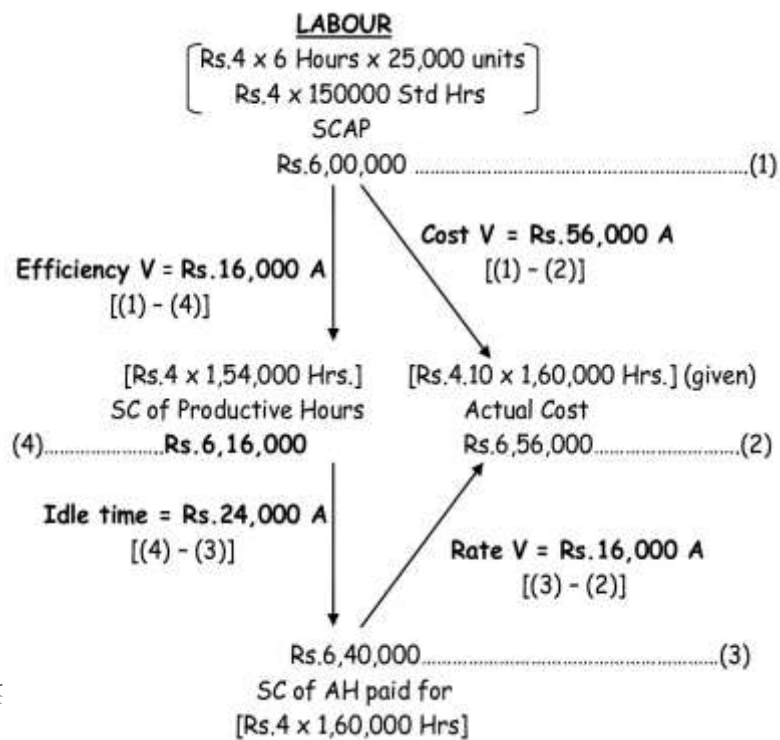 LABOUR
Rs.4 x 6 Hours x 25,000 units
Rs.4 x 150000 Std Hrs
SCAP
Rs.6,00,000 ..........................................................(1)
Cost V = Rs.56,000 A
[(1) - (2)]
Efficiency V = Rs.16,000 A
[(1) - (4)]
[Rs.4 x 1,54,000 Hrs.] [Rs.4.10 x 1,60,000 Hrs.] (given)
SC of Productive Hours Actual Cost
(4)......................Rs.6,16,000 Rs.6,56,000.........................(2)
Idle time = Rs.24,000 A
[(4) - (3)]
Rate V = Rs.16,000 A
[(3) - (2)]
Rs.6,40,000..................................................(3)
SC of AH paid for
[Rs.4 x 1,60,000 Hrs]